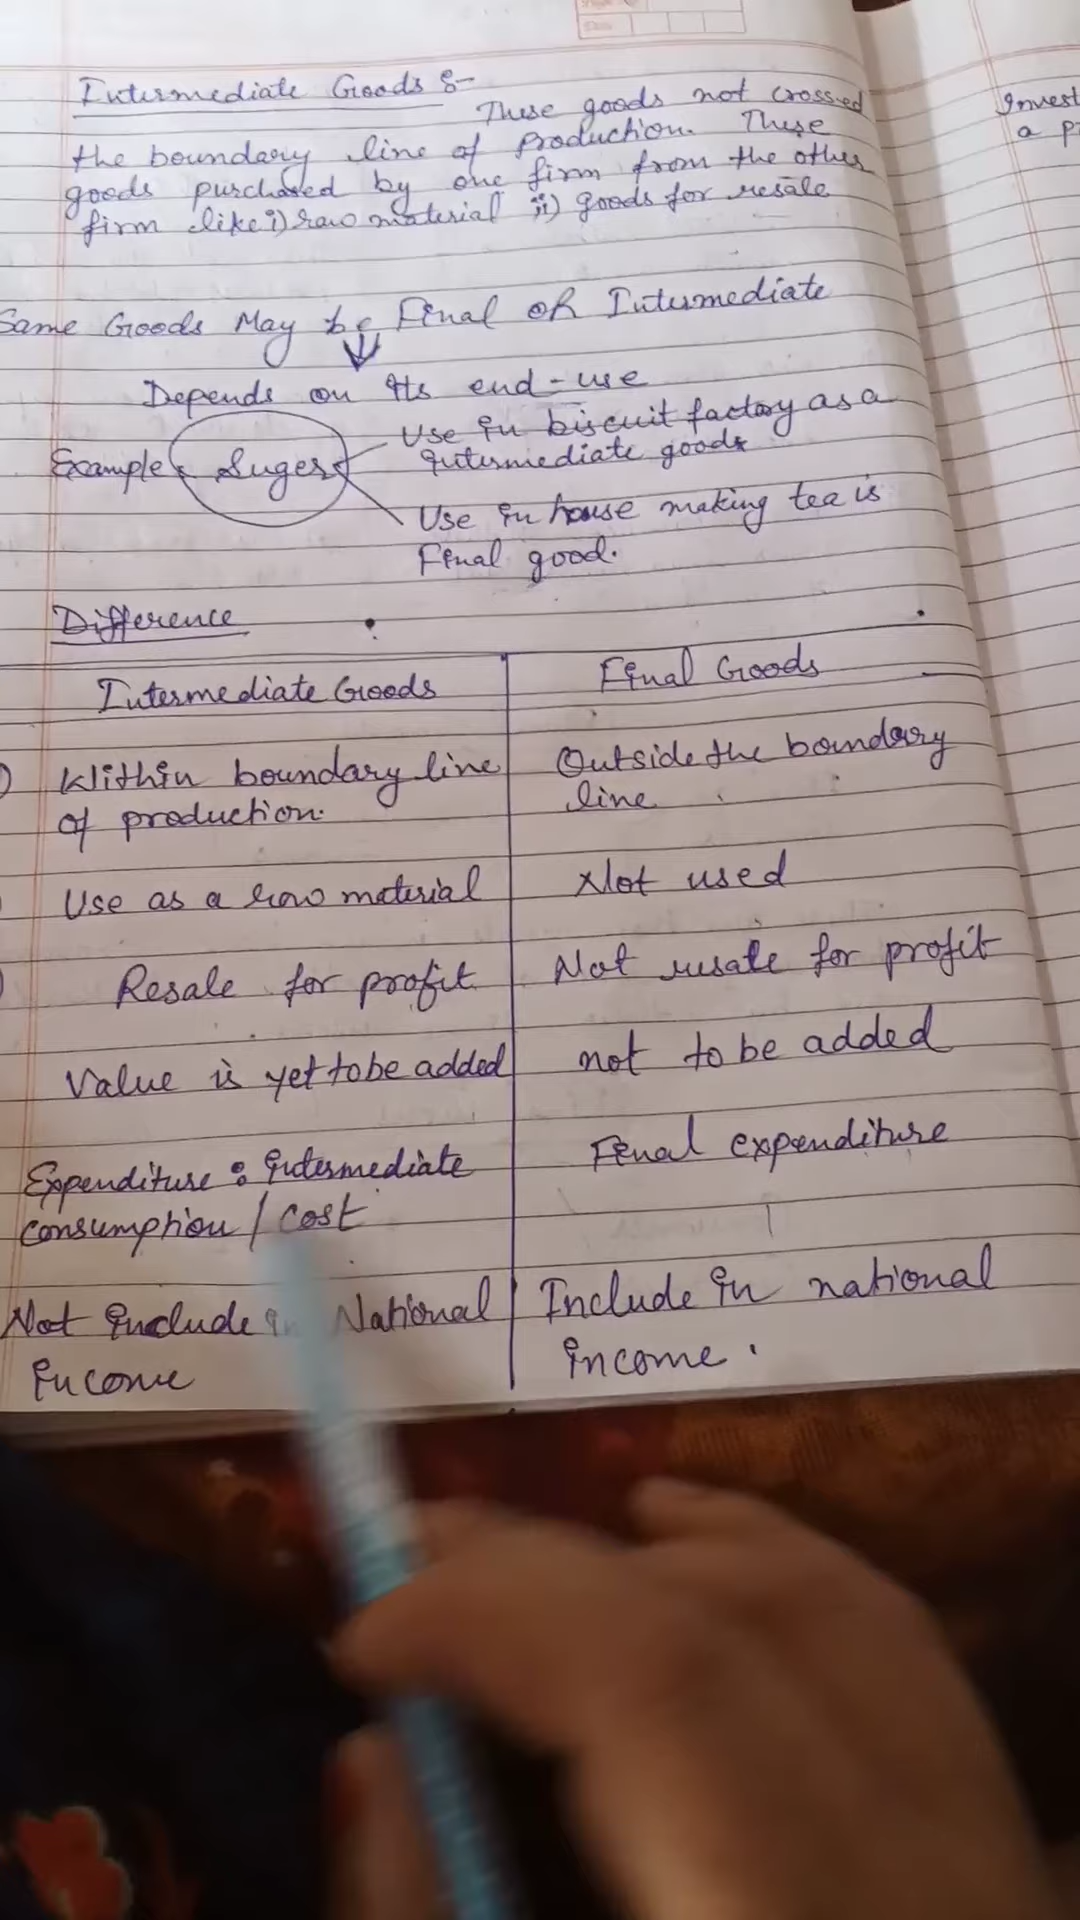 Intermediate Goods :-
These goods not crossed
the boundary line of production. These
goods purchased by one firm from the other
firm like i) raw material ii) goods for resale
Same Goods May be Final or Intermediate
Depends on Its end-use
Example: Suger
Use in biscuit factory as a
intermediate goods
Use in house making tea is
Final good.
Difference
Intermediate Goods
Final Goods
Within boundary line
of production.
Outside the boundary
line
Use as a raw material
Not used
Resale for profit
Not resale for profit
Value is yet to be added
not to be added
Expenditure : intermediate
consumption / cost
Final expenditure
Not include in National
income
Include in national
income.
Invest
a p